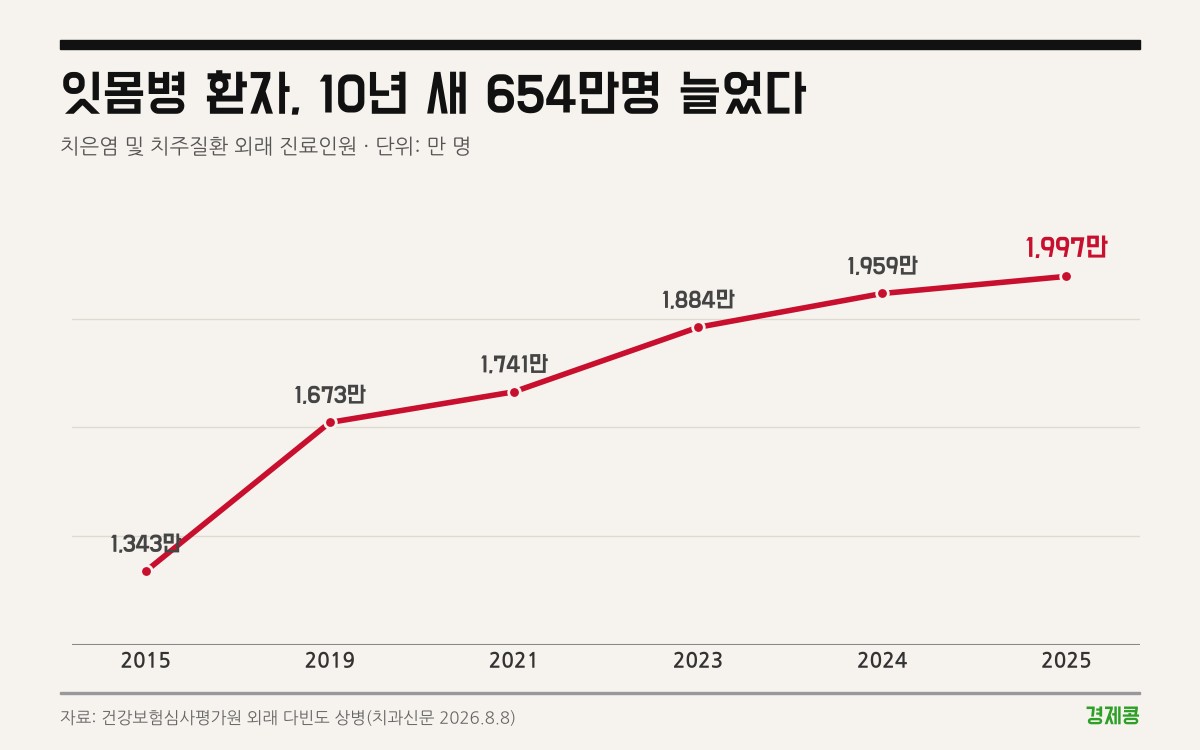 잇몸병 환자, 10년 새 654만명 늘었다
치은염 및 치주질환 외래 진료인원 · 단위: 만 명
1,997만
1,959만
1,884만
1,741만
1,673만
1,343만
2015 2019 2021 2023 2024 2025
자료: 건강보험심사평가원 외래 다빈도 상병(치과신문 2026.8.8)
경제콩